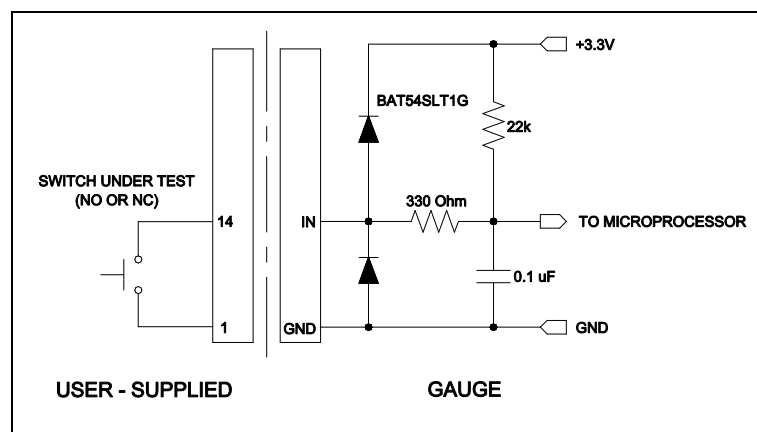 +3.3V
BAT54SLT1G
22k
SWITCH UNDER TEST
(NO OR NC)
330 Ohm
14
IN
TO MICROPROCESSOR
0.1 uF
1
GND
GND
USER - SUPPLIED
GAUGE